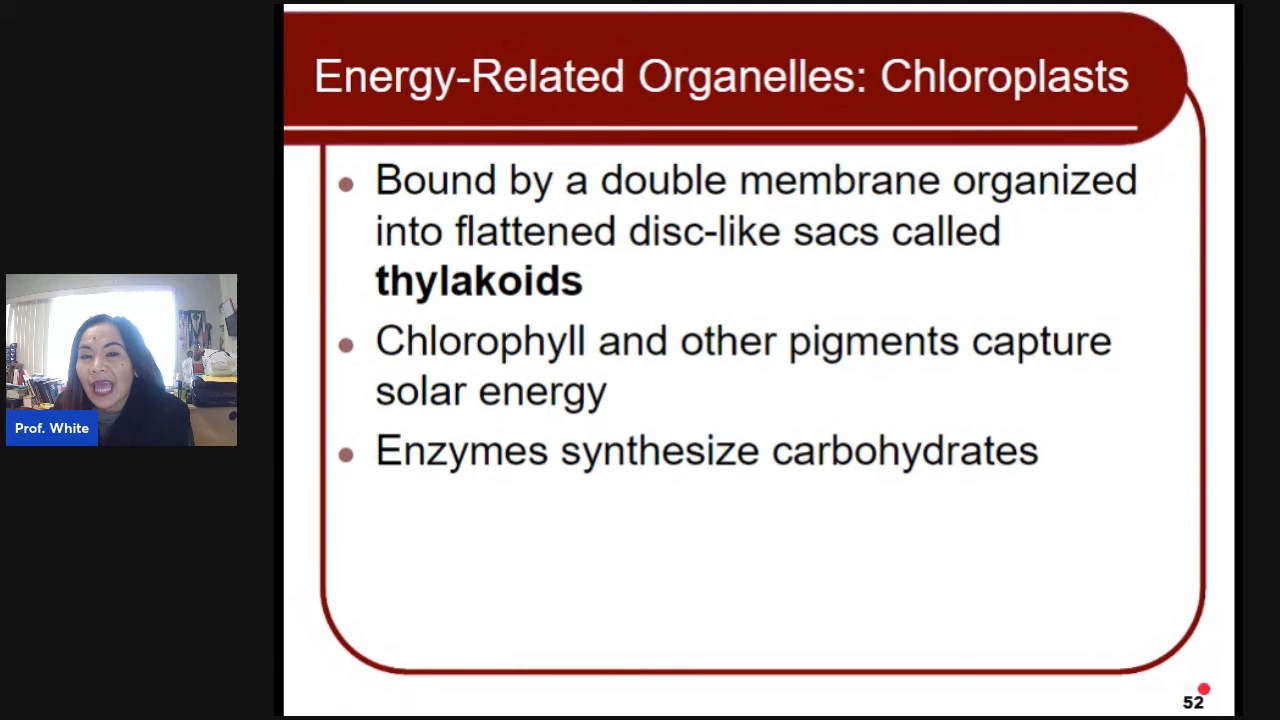 Energy-Related Organelles: Chloroplasts
Bound by a double membrane organized
into flattened disc-like sacs called
thylakoids
Chlorophyll and other pigments capture
solar energy
Enzymes synthesize carbohydrates
Prof. White
52